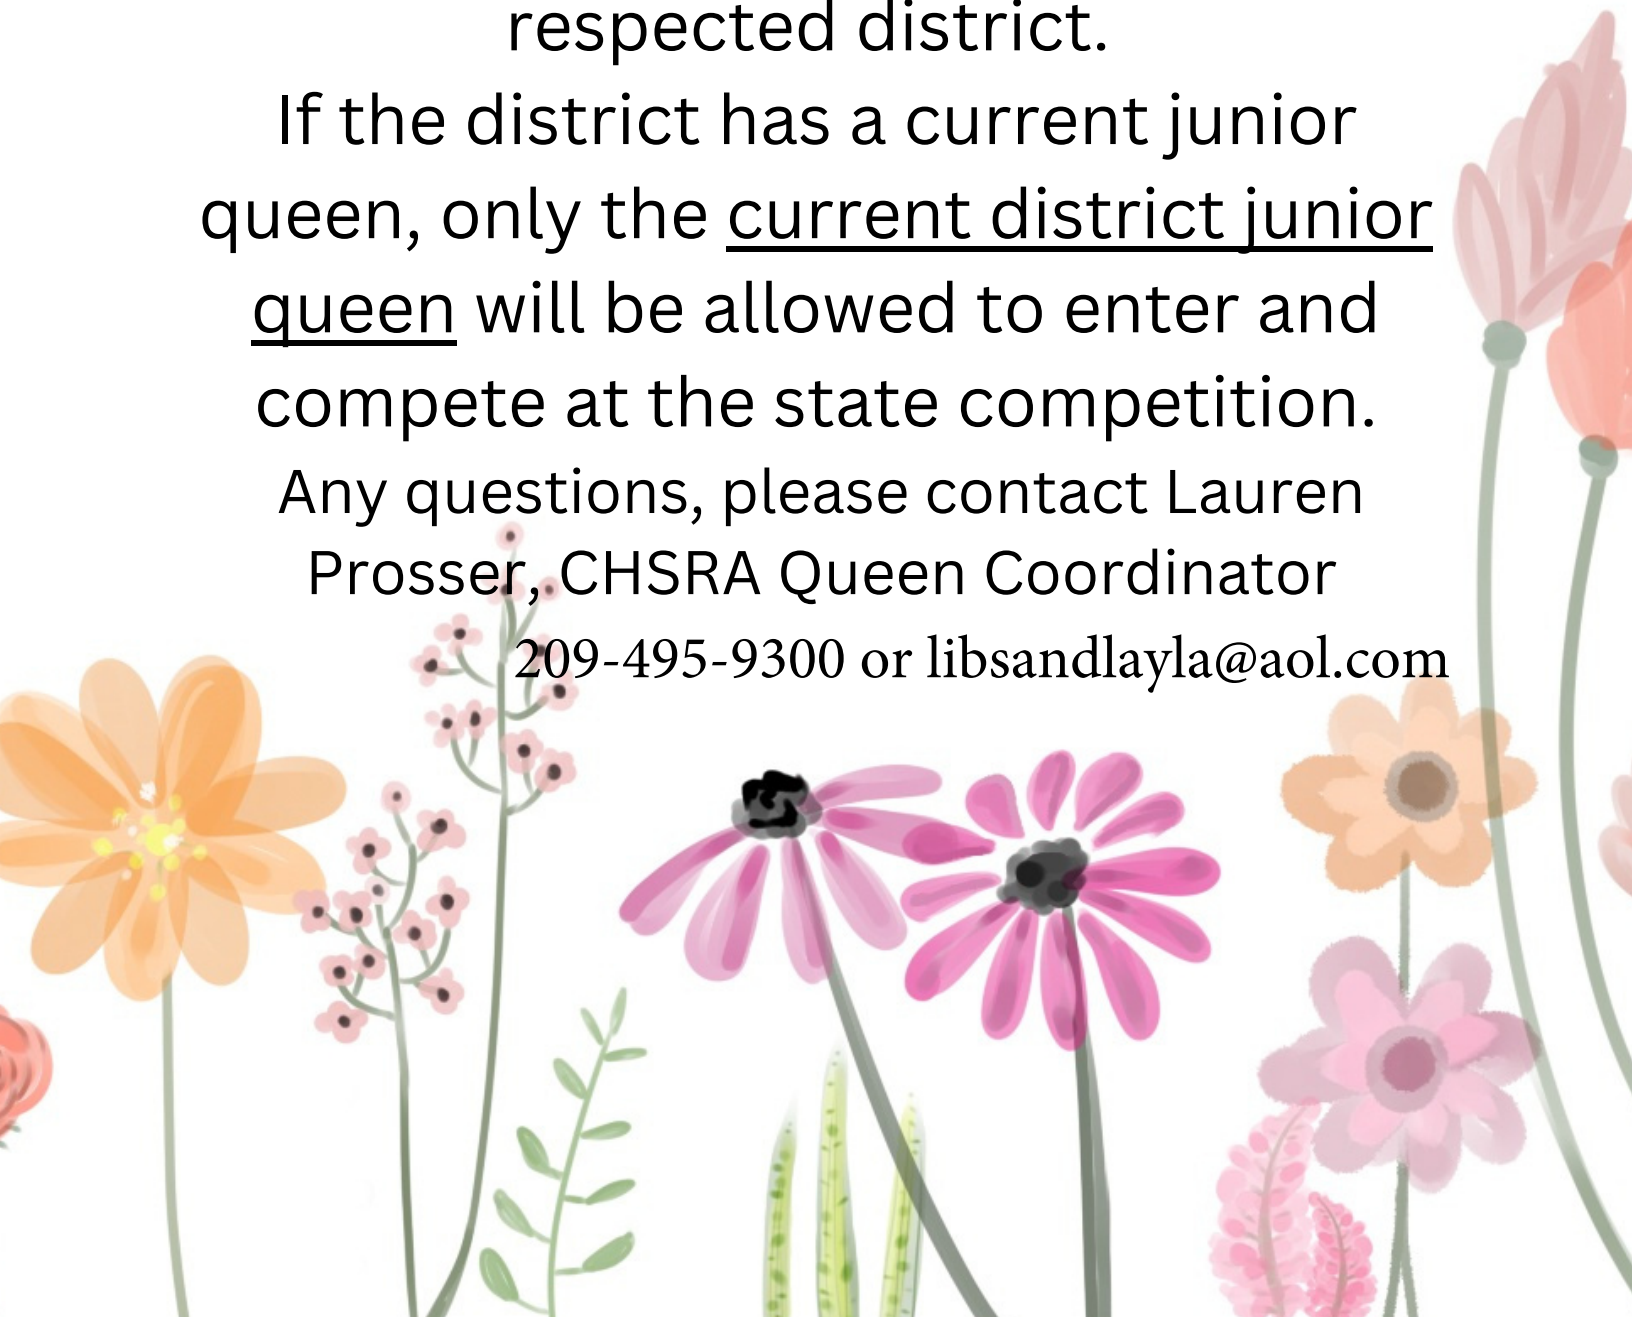 respected district.
If the district has a current junior
queen, only the current district junior
queen will be allowed to enter and
compete at the state competition.
Any questions, please contact Lauren
Prosser, CHSRA Queen Coordinator
209-495-9300 or libsandlayla@aol.com